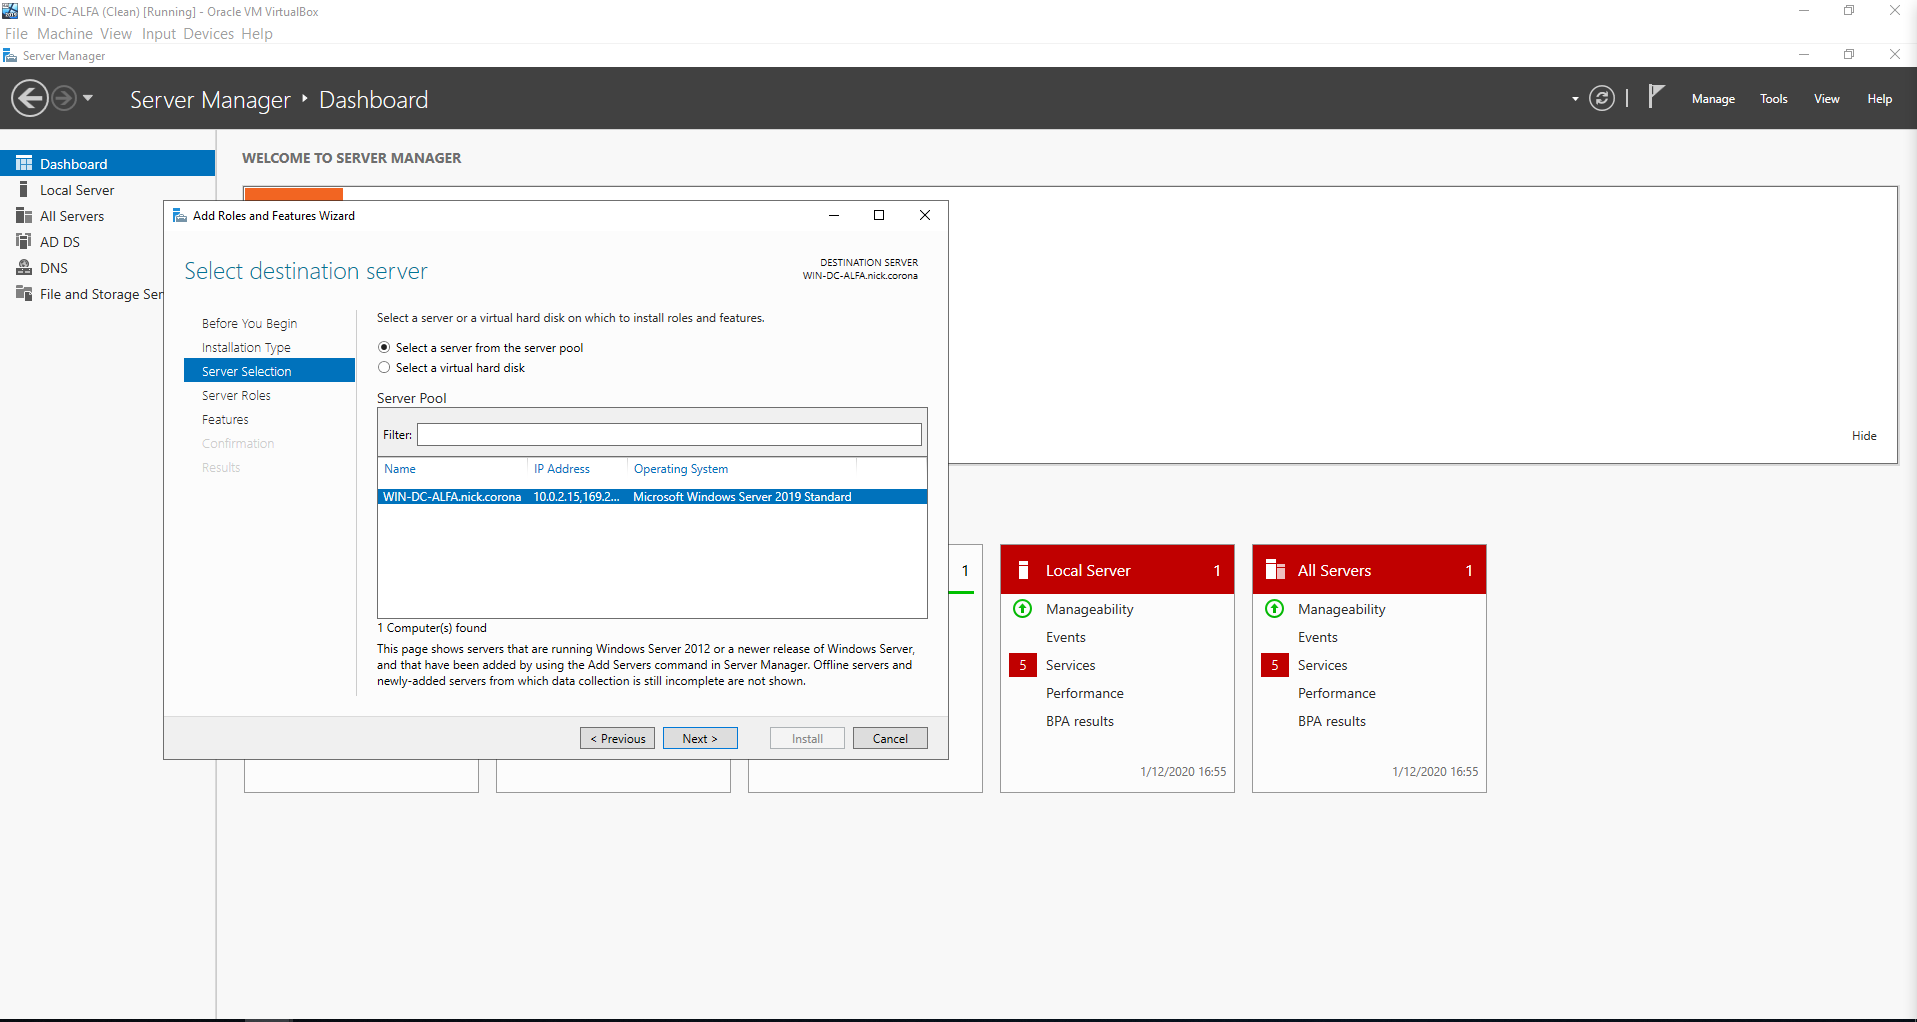 WIN-DC-ALFA (Clean) [Running] - Oracle VM VirtualBox
File Machine View Input Devices Help
Server Manager
Server Manager ‣ Dashboard
Manage Tools View Help
Dashboard
Local Server
All Servers
AD DS
DNS
File and Storage Ser
WELCOME TO SERVER MANAGER
Hide
Add Roles and Features Wizard
Select destination server
DESTINATION SERVER
WIN-DC-ALFA.nick.corona
Before You Begin
Installation Type
Server Selection
Server Roles
Features
Confirmation
Results
Select a server or a virtual hard disk on which to install roles and features.
Select a server from the server pool
Select a virtual hard disk
Server Pool
Filter:
Name IP Address Operating System
WIN-DC-ALFA.nick.corona 10.0.2.15,169.2... Microsoft Windows Server 2019 Standard
1 Computer(s) found
This page shows servers that are running Windows Server 2012 or a newer release of Windows Server,
and that have been added by using the Add Servers command in Server Manager. Offline servers and
newly-added servers from which data collection is still incomplete are not shown.
< Previous Next > Install Cancel
1
Local Server 1
Manageability
Events
5 Services
Performance
BPA results
1/12/2020 16:55
All Servers 1
Manageability
Events
5 Services
Performance
BPA results
1/12/2020 16:55